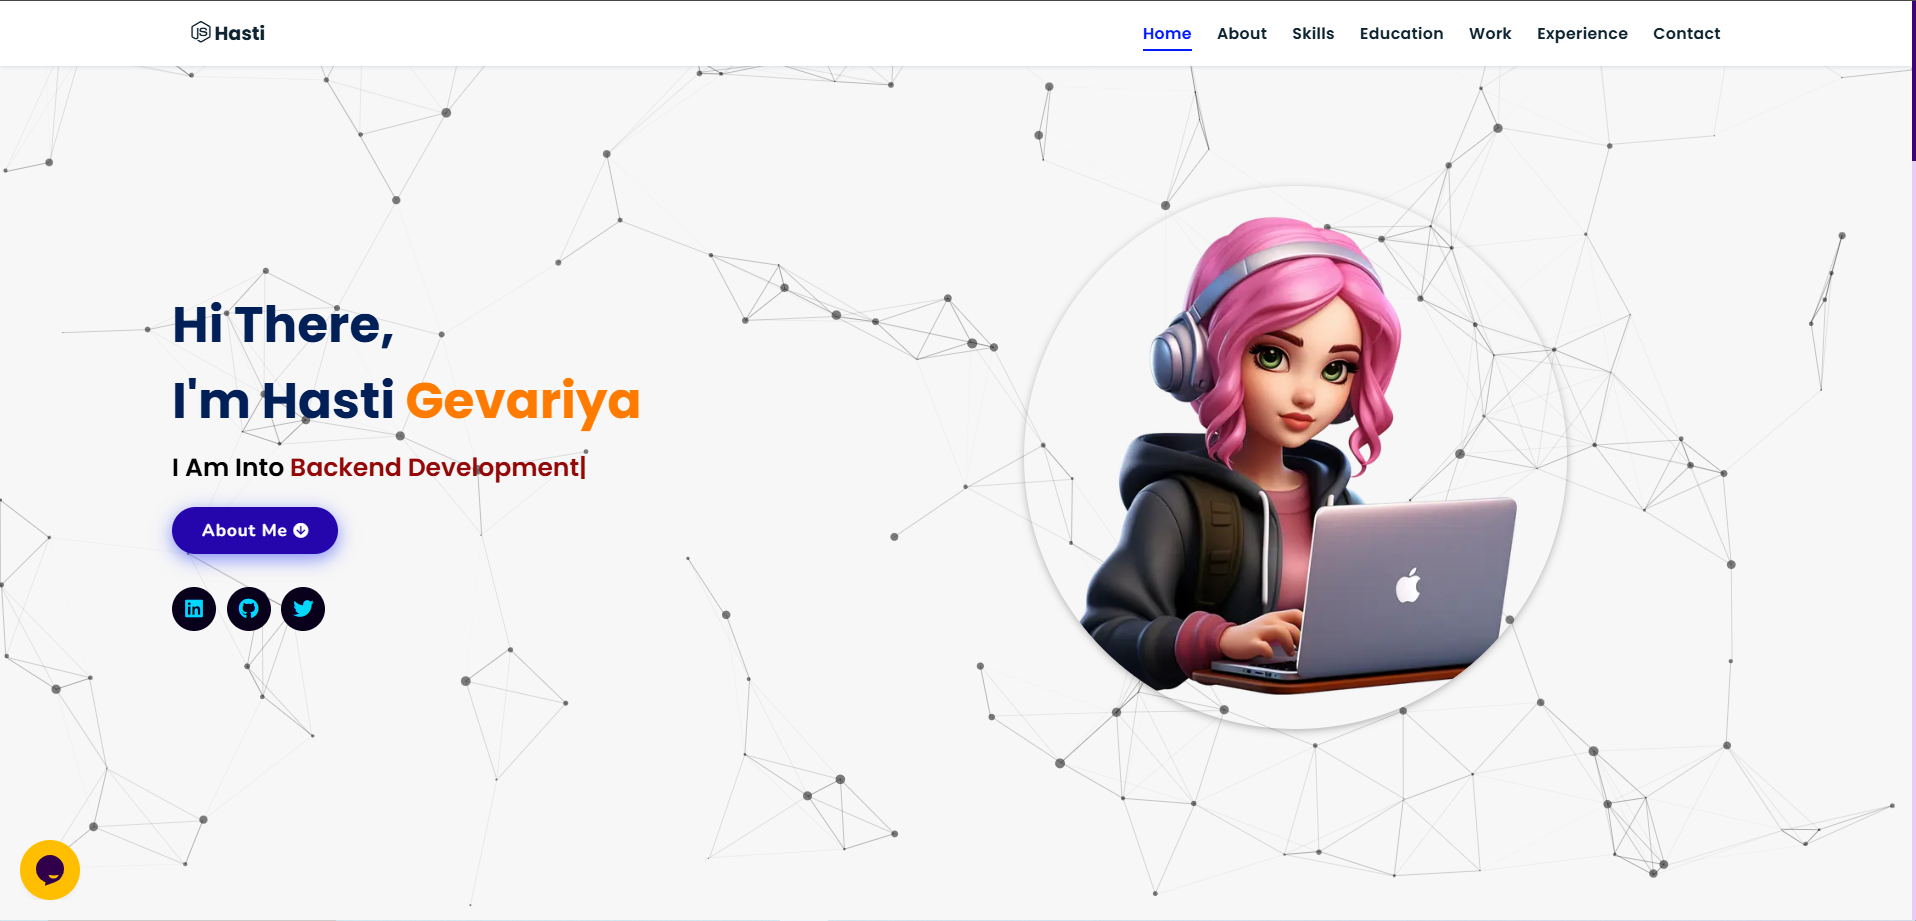 Hasti
Home About Skills Education Work Experience Contact
Hi There,
I'm Hasti Gevariya
I Am Into Backend Development|
About Me